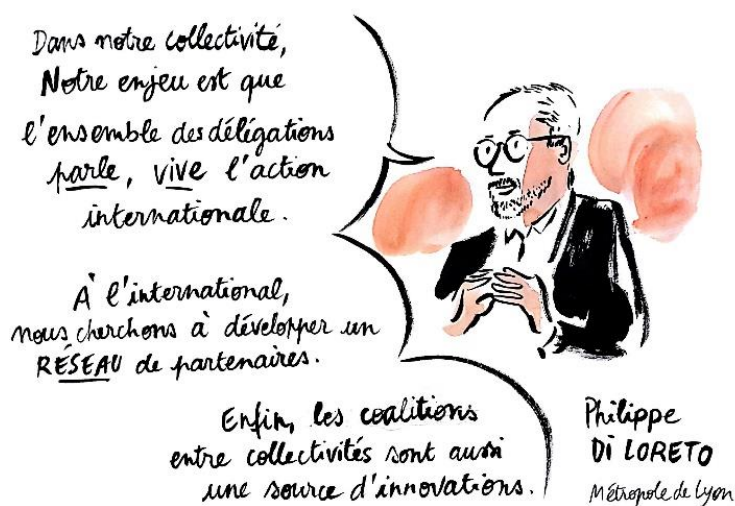 Dans notre collectivité,
Notre enjeu est que
l'ensemble des délégations
parle, vive l'action
internationale.
À l'international,
nous cherchons à développer un
RÉSEAU de partenaires.
Enfin, les coalitions
entre collectivités sont aussi
une source d'innovations.
Philippe
Di LORETO
Métropole de Lyon